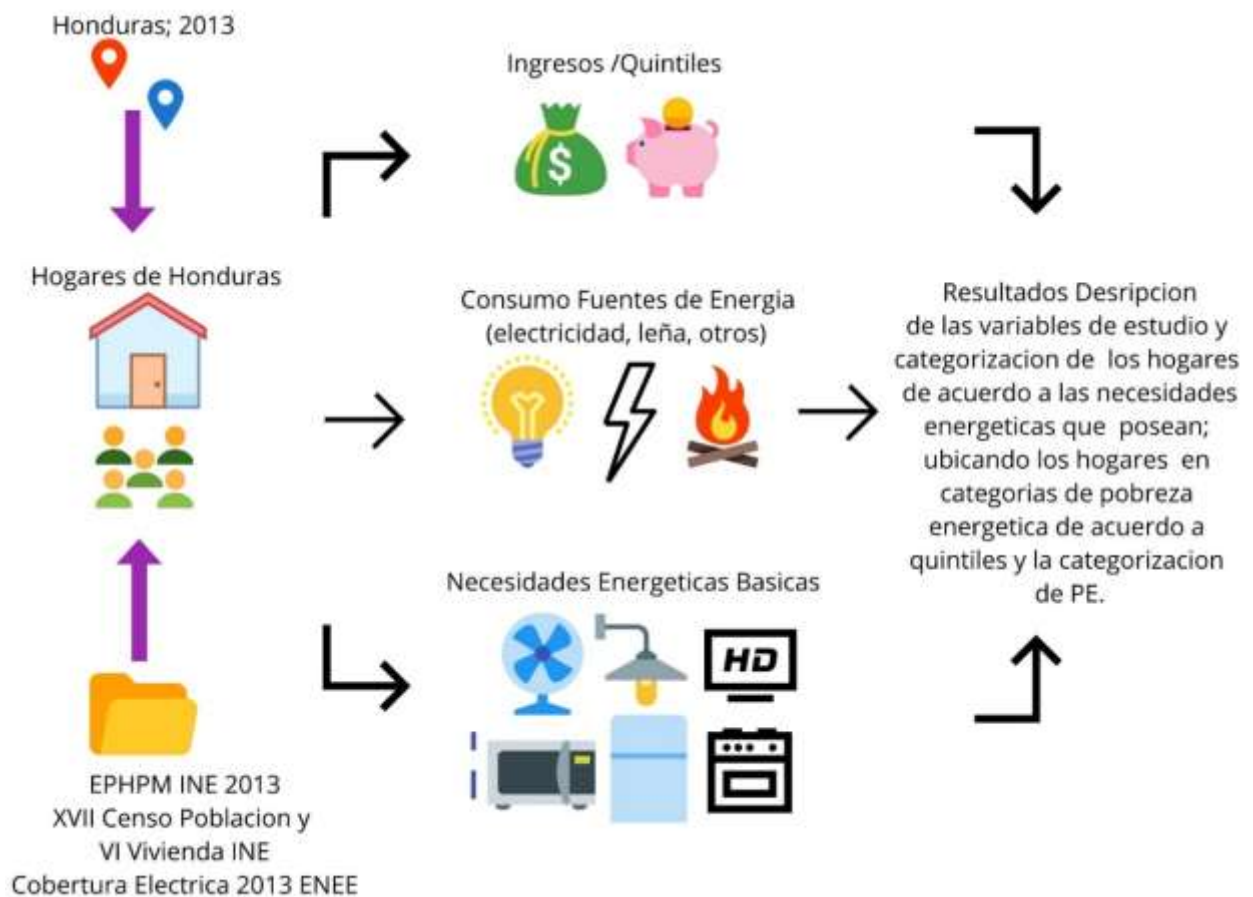 Honduras; 2013
Ingresos /Quintiles
$
Hogares de Honduras
Consumo Fuentes de Energia
(electricidad, leña, otros)
Necesidades Energeticas Basicas
HD
EPHPM INE 2013
XVII Censo Poblacion y
VI Vivienda INE
Cobertura Electrica 2013 ENEE
Resultados Desripcion
de las variables de estudio y
categorizacion de los hogares
de acuerdo a las necesidades
energeticas que posean;
ubicando los hogares en
categorias de pobreza
energetica de acuerdo a
quintiles y la categorizacion
de PE.